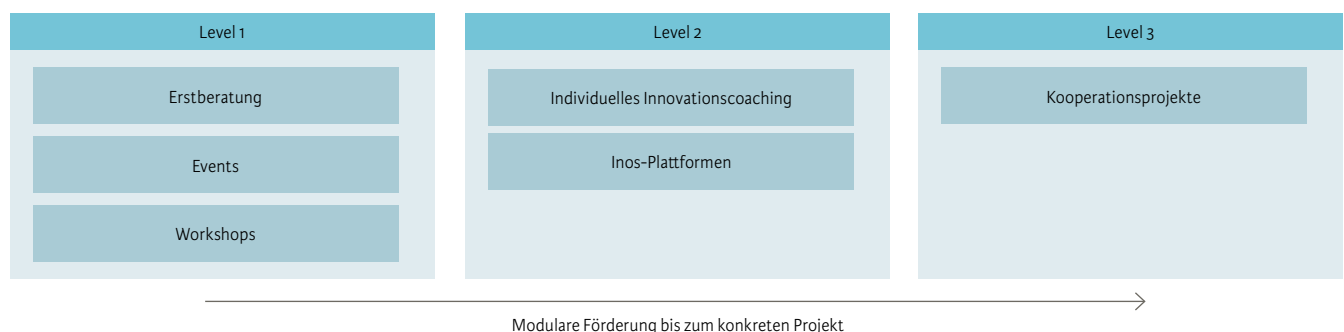 Level 1
Erstberatung
Events
Workshops
Level 2
Individuelles Innovationscoaching
Inos-Plattformen
Level 3
Kooperationsprojekte
Modulare Förderung bis zum konkreten Projekt